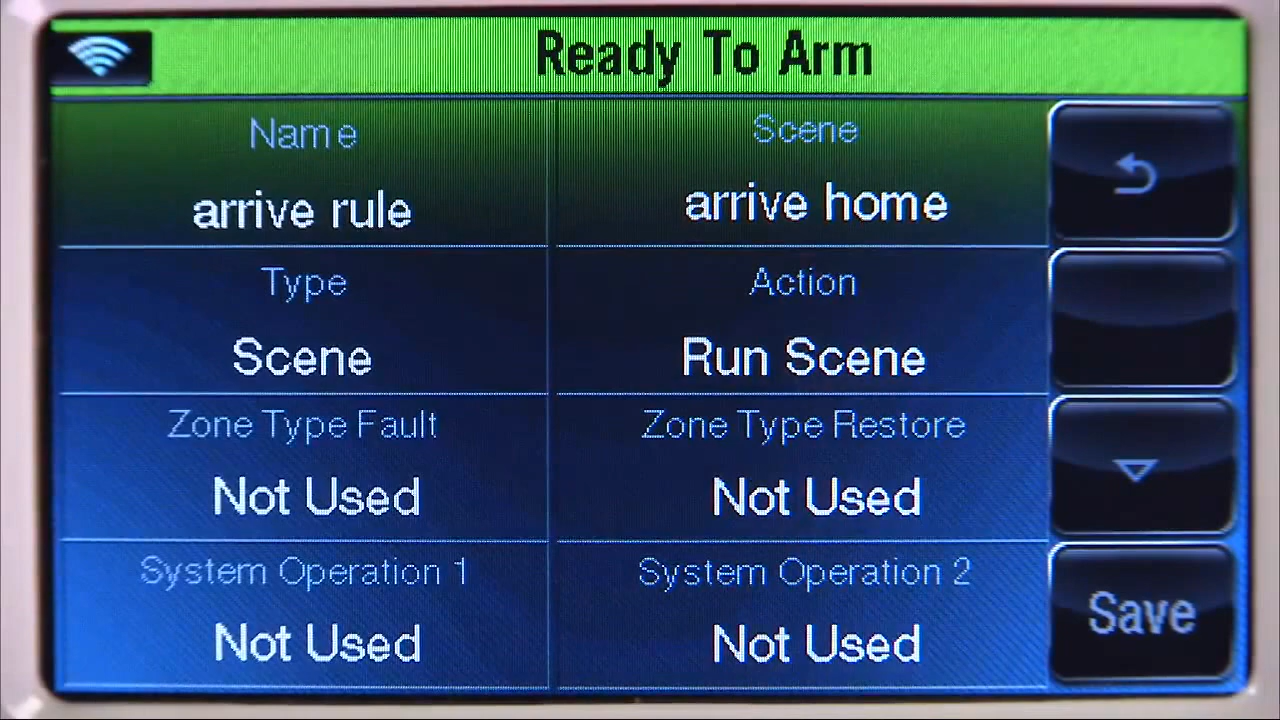 Ready To Arm
Name
arrive rule
Scene
arrive home
Type
Scene
Action
Run Scene
Zone Type Fault
Not Used
Zone Type Restore
Not Used
System Operation 1
Not Used
System Operation 2
Not Used
Save